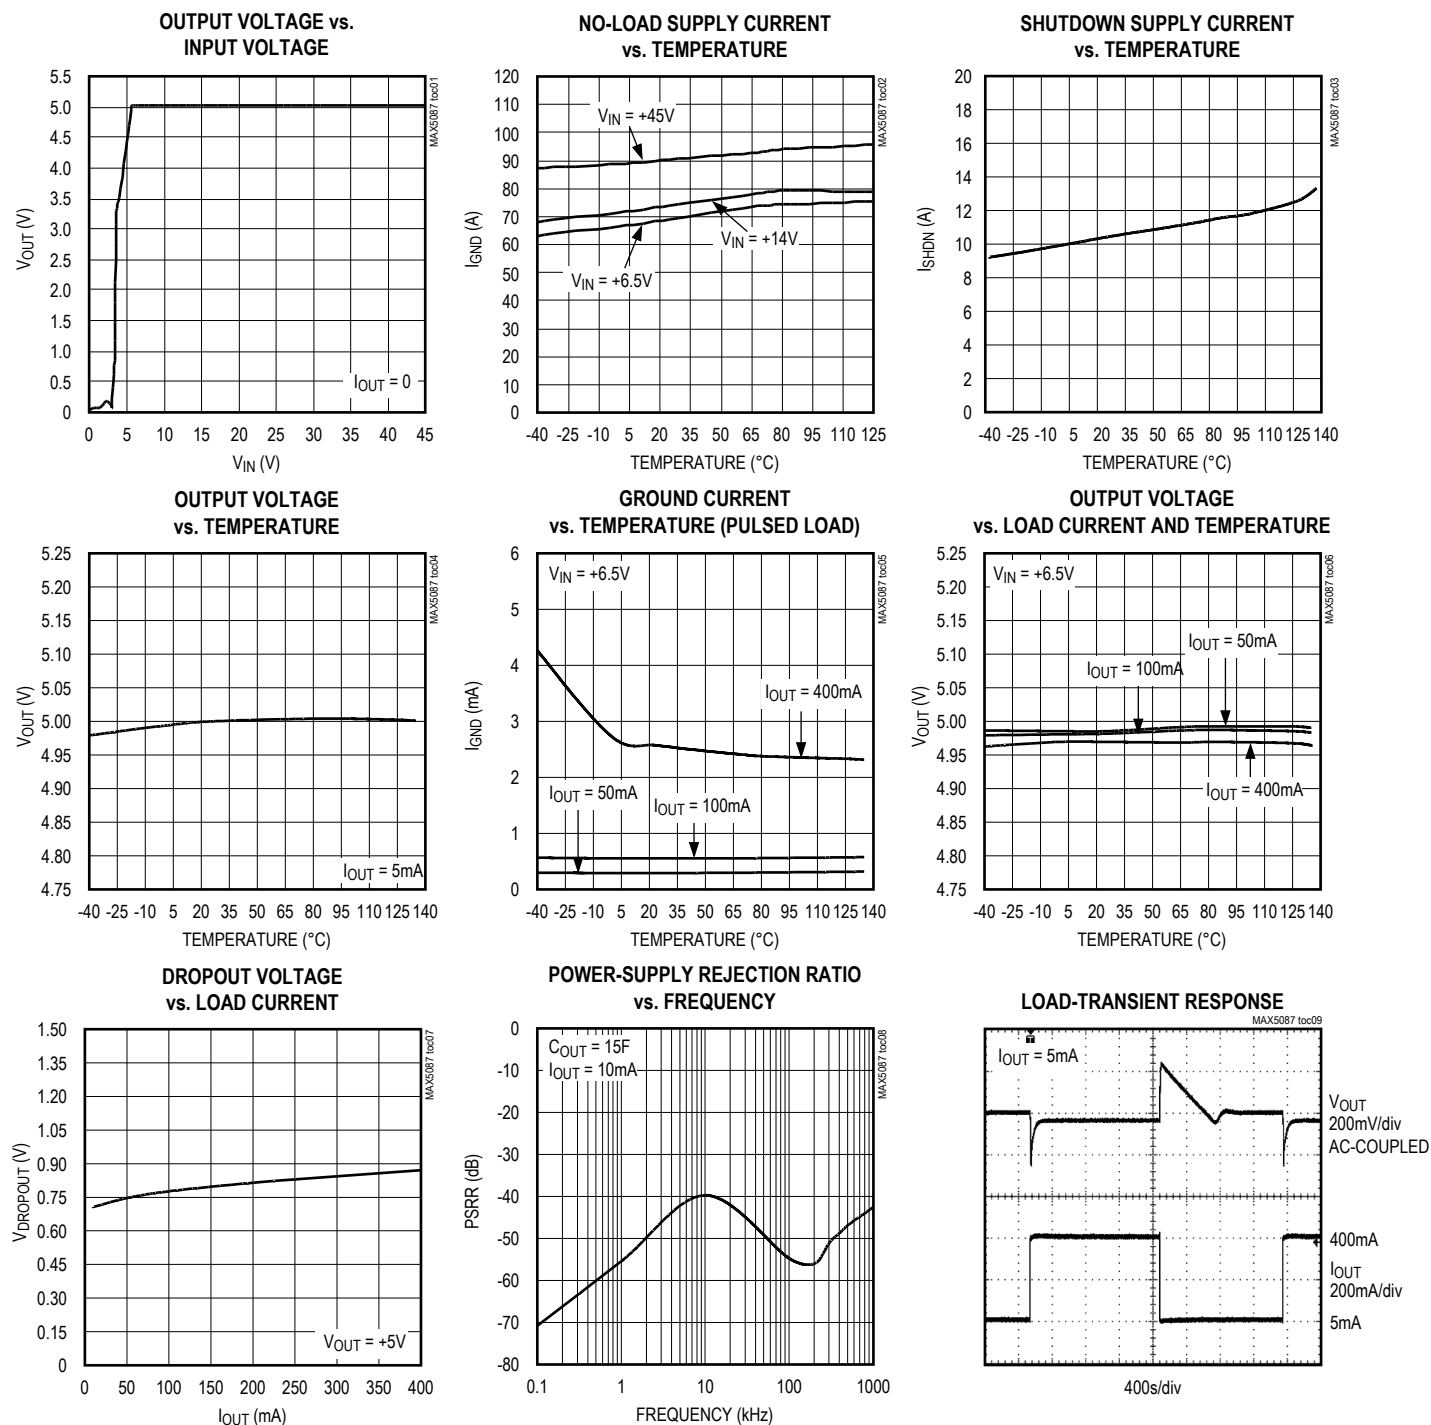 OUTPUT VOLTAGE vs.
INPUT VOLTAGE
MAX5087 toc01
5.5
5.0
4.5
4.0
3.5
3.0
2.5
2.0
1.5
1.0
0.5
0
VOUT (V)
IOUT = 0
0 5 10 15 20 25 30 35 40 45
VIN (V)
NO-LOAD SUPPLY CURRENT
vs. TEMPERATURE
MAX5087 toc02
120
110
100
90
80
70
60
50
40
30
20
10
0
IGND (A)
VIN = +45V
VIN = +14V
VIN = +6.5V
-40 -25 -10 5 20 35 50 65 80 95 110 125
TEMPERATURE (°C)
SHUTDOWN SUPPLY CURRENT
vs. TEMPERATURE
MAX5087 toc03
20
18
16
14
12
10
8
6
4
2
0
ISHDN (A)
-40 -25 -10 5 20 35 50 65 80 95 110 125 140
TEMPERATURE (°C)
OUTPUT VOLTAGE
vs. TEMPERATURE
MAX5087 toc04
5.25
5.20
5.15
5.10
5.05
5.00
4.95
4.90
4.85
4.80
4.75
VOUT (V)
IOUT = 5mA
-40 -25 -10 5 20 35 50 65 80 95 110 125 140
TEMPERATURE (°C)
GROUND CURRENT
vs. TEMPERATURE (PULSED LOAD)
MAX5087 toc05
6
5
4
3
2
1
0
IGND (mA)
VIN = +6.5V
IOUT = 400mA
IOUT = 50mA
IOUT = 100mA
-40 -25 -10 5 20 35 50 65 80 95 110 125 140
TEMPERATURE (°C)
OUTPUT VOLTAGE
vs. LOAD CURRENT AND TEMPERATURE
MAX5087 toc06
5.25
5.20
5.15
5.10
5.05
5.00
4.95
4.90
4.85
4.80
4.75
VOUT (V)
VIN = +6.5V
IOUT = 50mA
IOUT = 100mA
IOUT = 400mA
-40 -25 -10 5 20 35 50 65 80 95 110 125 140
TEMPERATURE (°C)
DROPOUT VOLTAGE
vs. LOAD CURRENT
MAX5087 toc07
1.50
1.35
1.20
1.05
0.90
0.75
0.60
0.45
0.30
0.15
0
VDROPOUT (V)
VOUT = +5V
0 50 100 150 200 250 300 350 400
IOUT (mA)
POWER-SUPPLY REJECTION RATIO
vs. FREQUENCY
MAX5087 toc08
0
-10
-20
-30
-40
-50
-60
-70
-80
PSRR (dB)
COUT = 15F
IOUT = 10mA
0.1 1 10 100 1000
FREQUENCY (kHz)
LOAD-TRANSIENT RESPONSE
MAX5087 toc09
IOUT = 5mA
VOUT
200mV/div
AC-COUPLED
400mA
IOUT
200mA/div
5mA
400s/div